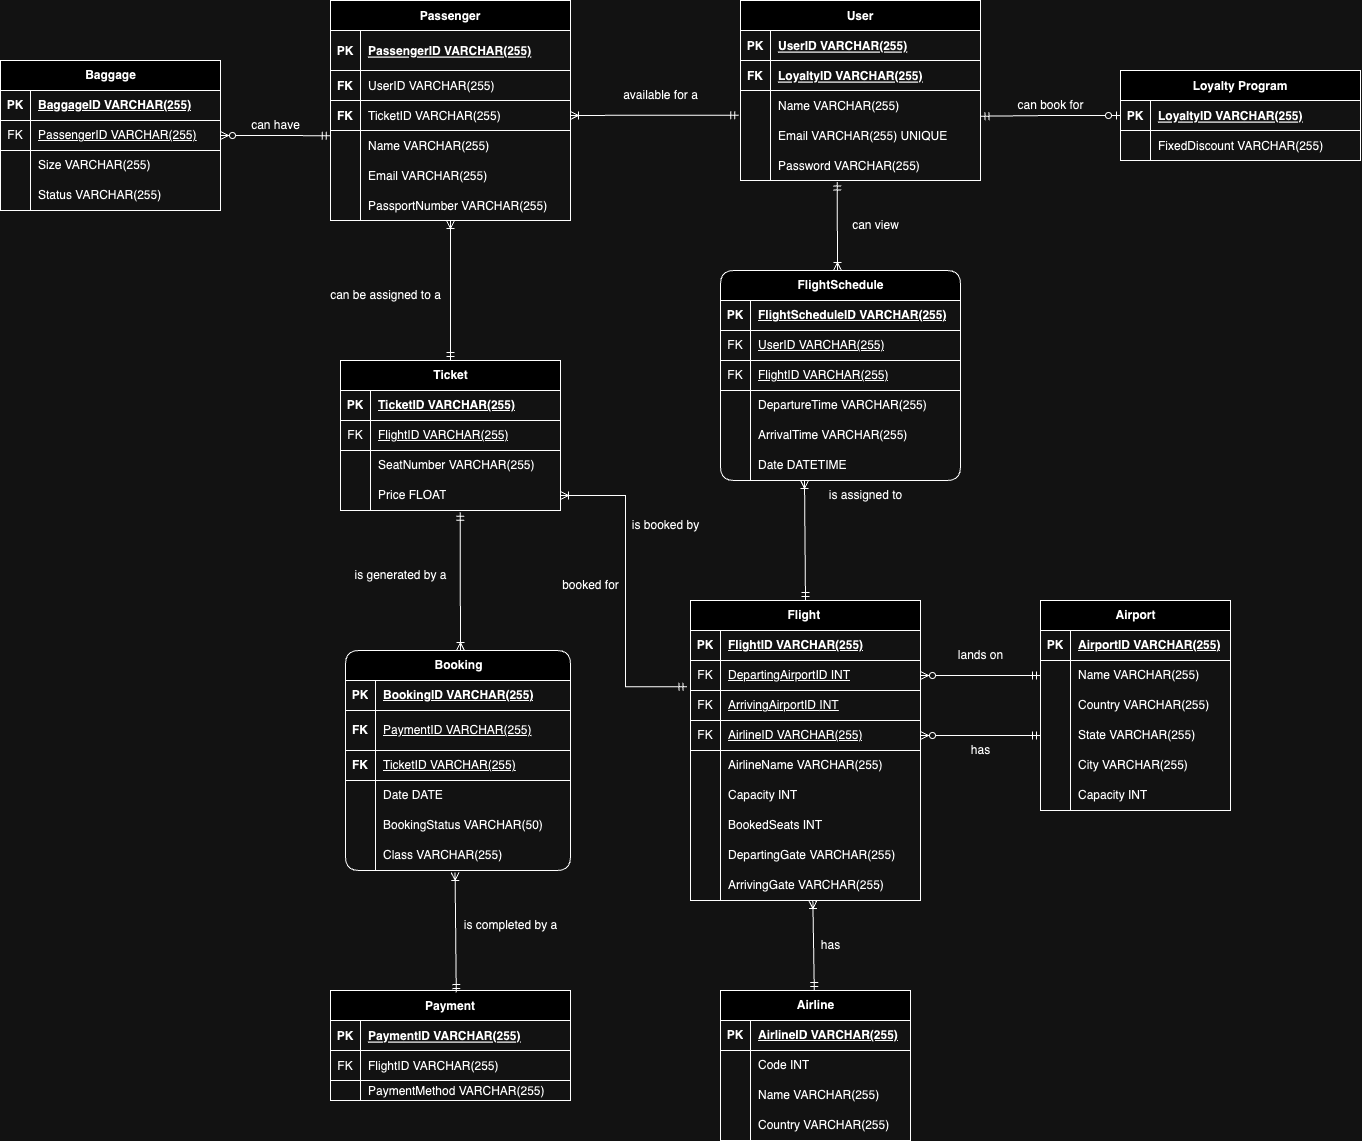 Passenger
PK PassengerID VARCHAR(255)
FK UserID VARCHAR(255)
FK TicketID VARCHAR(255)
Name VARCHAR(255)
Email VARCHAR(255)
PassportNumber VARCHAR(255)
User
PK UserID VARCHAR(255)
FK LoyaltyID VARCHAR(255)
Name VARCHAR(255)
Email VARCHAR(255) UNIQUE
Password VARCHAR(255)
Baggage
PK BaggageID VARCHAR(255)
FK PassengerID VARCHAR(255)
Size VARCHAR(255)
Status VARCHAR(255)
Loyalty Program
PK LoyaltyID VARCHAR(255)
FixedDiscount VARCHAR(255)
can have
available for a
can book for
can view
can be assigned to a
FlightSchedule
PK FlightScheduleID VARCHAR(255)
FK UserID VARCHAR(255)
FK FlightID VARCHAR(255)
DepartureTime VARCHAR(255)
ArrivalTime VARCHAR(255)
Date DATETIME
Ticket
PK TicketID VARCHAR(255)
FK FlightID VARCHAR(255)
SeatNumber VARCHAR(255)
Price FLOAT
is assigned to
is booked by
is generated by a
booked for
Flight
PK FlightID VARCHAR(255)
FK DepartingAirportID INT
FK ArrivingAirportID INT
FK AirlineID VARCHAR(255)
AirlineName VARCHAR(255)
Capacity INT
BookedSeats INT
DepartingGate VARCHAR(255)
ArrivingGate VARCHAR(255)
lands on
has
Airport
PK AirportID VARCHAR(255)
Name VARCHAR(255)
Country VARCHAR(255)
State VARCHAR(255)
City VARCHAR(255)
Capacity INT
Booking
PK BookingID VARCHAR(255)
FK PaymentID VARCHAR(255)
FK TicketID VARCHAR(255)
Date DATE
BookingStatus VARCHAR(50)
Class VARCHAR(255)
is completed by a
has
Payment
PK PaymentID VARCHAR(255)
FK FlightID VARCHAR(255)
PaymentMethod VARCHAR(255)
Airline
PK AirlineID VARCHAR(255)
Code INT
Name VARCHAR(255)
Country VARCHAR(255)